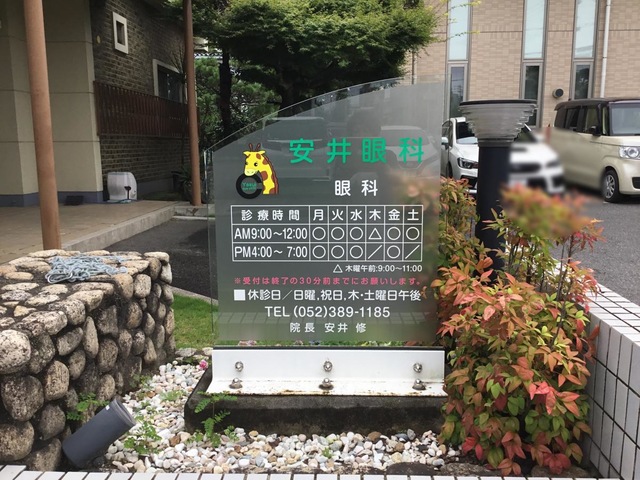 安井眼科
眼科
診療時間 月 火 水 木 金 土
AM9:00～12:00 ○ ○ ○ △ ○ ○
PM4:00～ 7:00 ○ ○ ○ ／ ○ ／
△木曜午前:9:00～11:00
※受付は終了の30分前までにお願いします。
■休診日／日曜,祝日,木・土曜日午後
TEL (052)389-1185
院長 安井 修